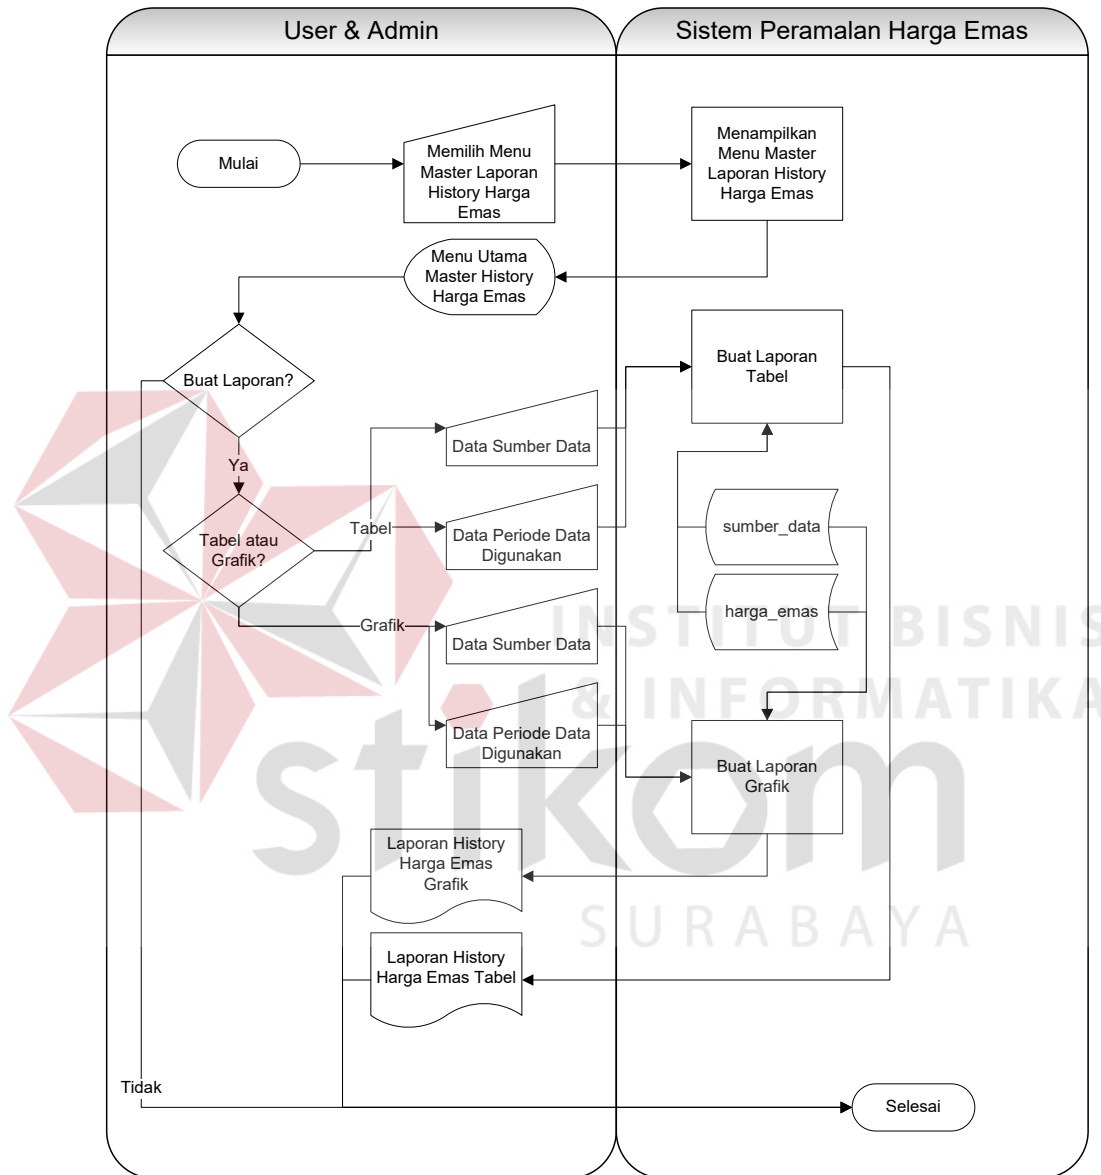 User & Admin
Sistem Peramalan Harga Emas
Mulai
Memilih Menu
Master Laporan
History Harga
Emas
Menampilkan
Menu Master
Laporan History
Harga Emas
Menu Utama
Master History
Harga Emas
Buat Laporan?
Buat Laporan
Tabel
Data Sumber Data
Ya
Tabel atau
Grafik?
Tabel
Data Periode Data
Digunakan
sumber_data
harga_emas
Grafik
Data Sumber Data
INSTITUT BISNIS
& INFORMATIKA
Data Periode Data
Digunakan
stikom
Buat Laporan
Grafik
Laporan History
Harga Emas
Grafik
SURABAYA
Laporan History
Harga Emas Tabel
Tidak
Selesai